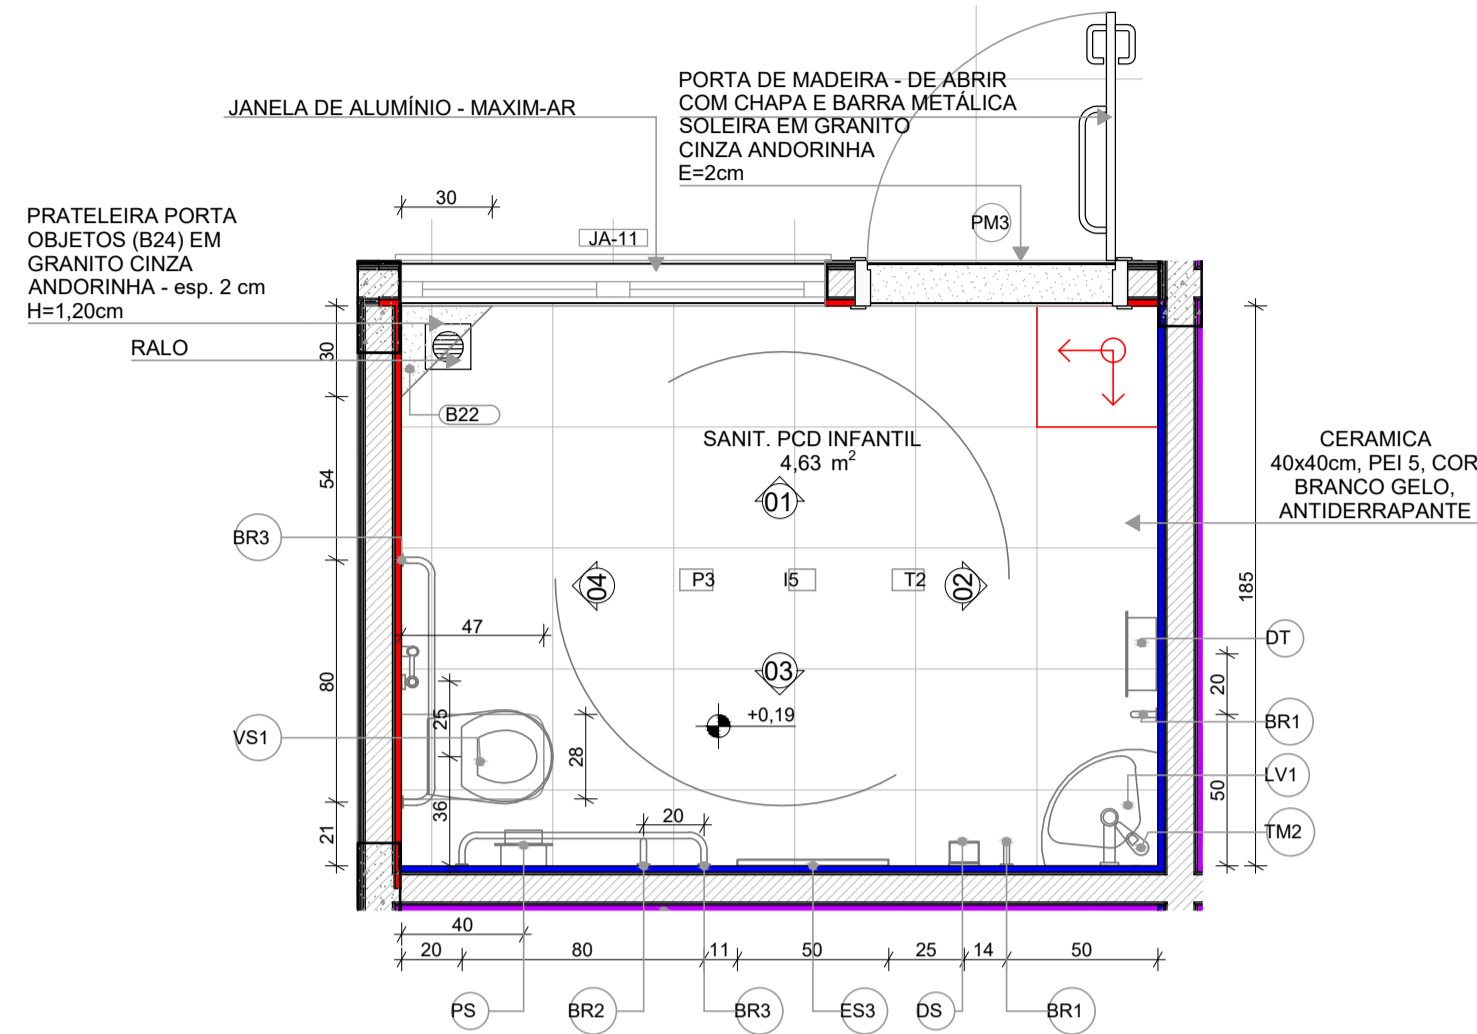 PORTA DE MADEIRA - DE ABRIR
COM CHAPA E BARRA METÁLICA
SOLEIRA EM GRANITO
CINZA ANDORINHA
E=2cm
JANELA DE ALUMÍNIO - MAXIM-AR
30
PRATELEIRA PORTA
OBJETOS (B24) EM
GRANITO CINZA
ANDORINHA - esp. 2 cm
H=1,20cm
PM3
JA-11
RALO
30
B22
SANIT. PCD INFANTIL
4,63 m²
CERAMICA
40x40cm, PEI 5, COR
BRANCO GELO,
ANTIDERRAPANTE
54
01
BR3
04
P3
I5
T2
02
185
47
DT
03
80
25
20
+0,19
BR1
VS1
28
LV1
36
50
20
21
TM2
40
20
80
11
50
25
14
50
PS
BR2
BR3
ES3
DS
BR1